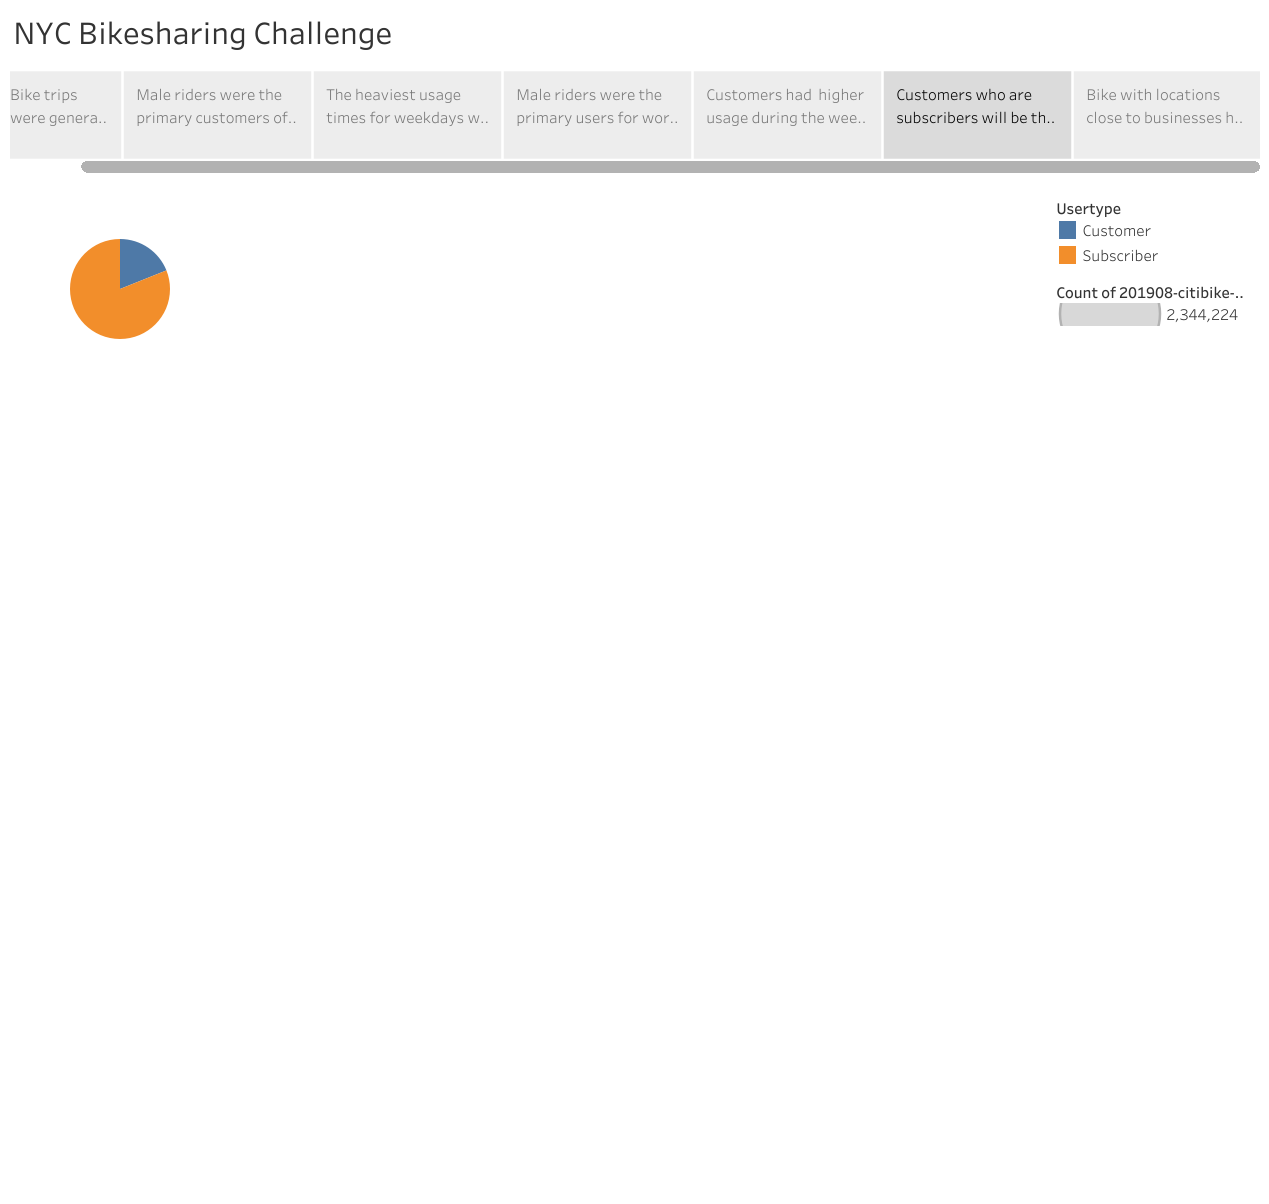 NYC Bikesharing Challenge
Bike trips
were genera..
Male riders were the
primary customers of..
The heaviest usage
times for weekdays w..
Male riders were the
primary users for wor..
Customers had  higher
usage during the wee..
Customers who are
subscribers will be th..
Bike with locations
close to businesses h..
Usertype
Customer
Subscriber
Count of 201908-citibike-..
2,344,224